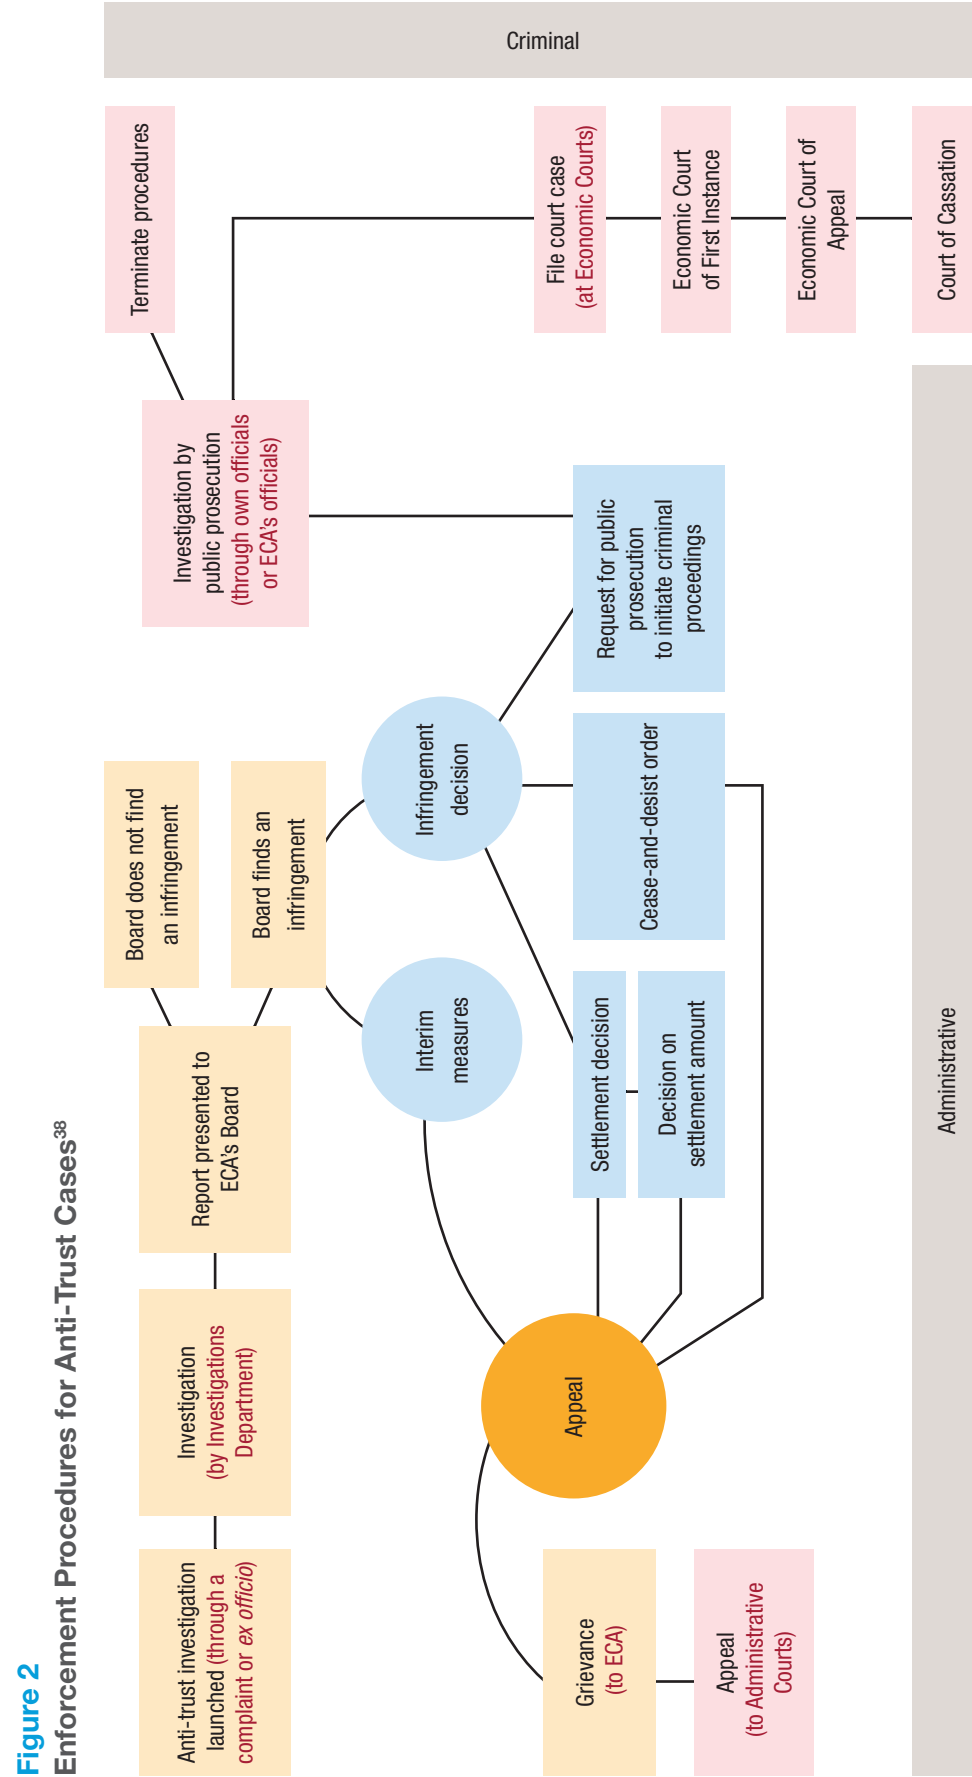 Figure 2
Enforcement Procedures for Anti-Trust Cases38
Anti-trust investigation
launched (through a
complaint or ex officio)
Investigation
(by Investigations
Department)
Report presented to
ECA's Board
Board does not find
an infringement
Board finds an
infringement
Interim
measures
Infringement
decision
Settlement decision
Decision on
settlement amount
Cease-and-desist order
Request for public
prosecution
to initiate criminal
proceedings
Appeal
Grievance
(to ECA)
Appeal
(to Administrative
Courts)
Administrative
Investigation by
public prosecution
(through own officials
or ECA's officials)
Terminate procedures
File court case
(at Economic Courts)
Economic Court
of First Instance
Economic Court of
Appeal
Court of Cassation
Criminal